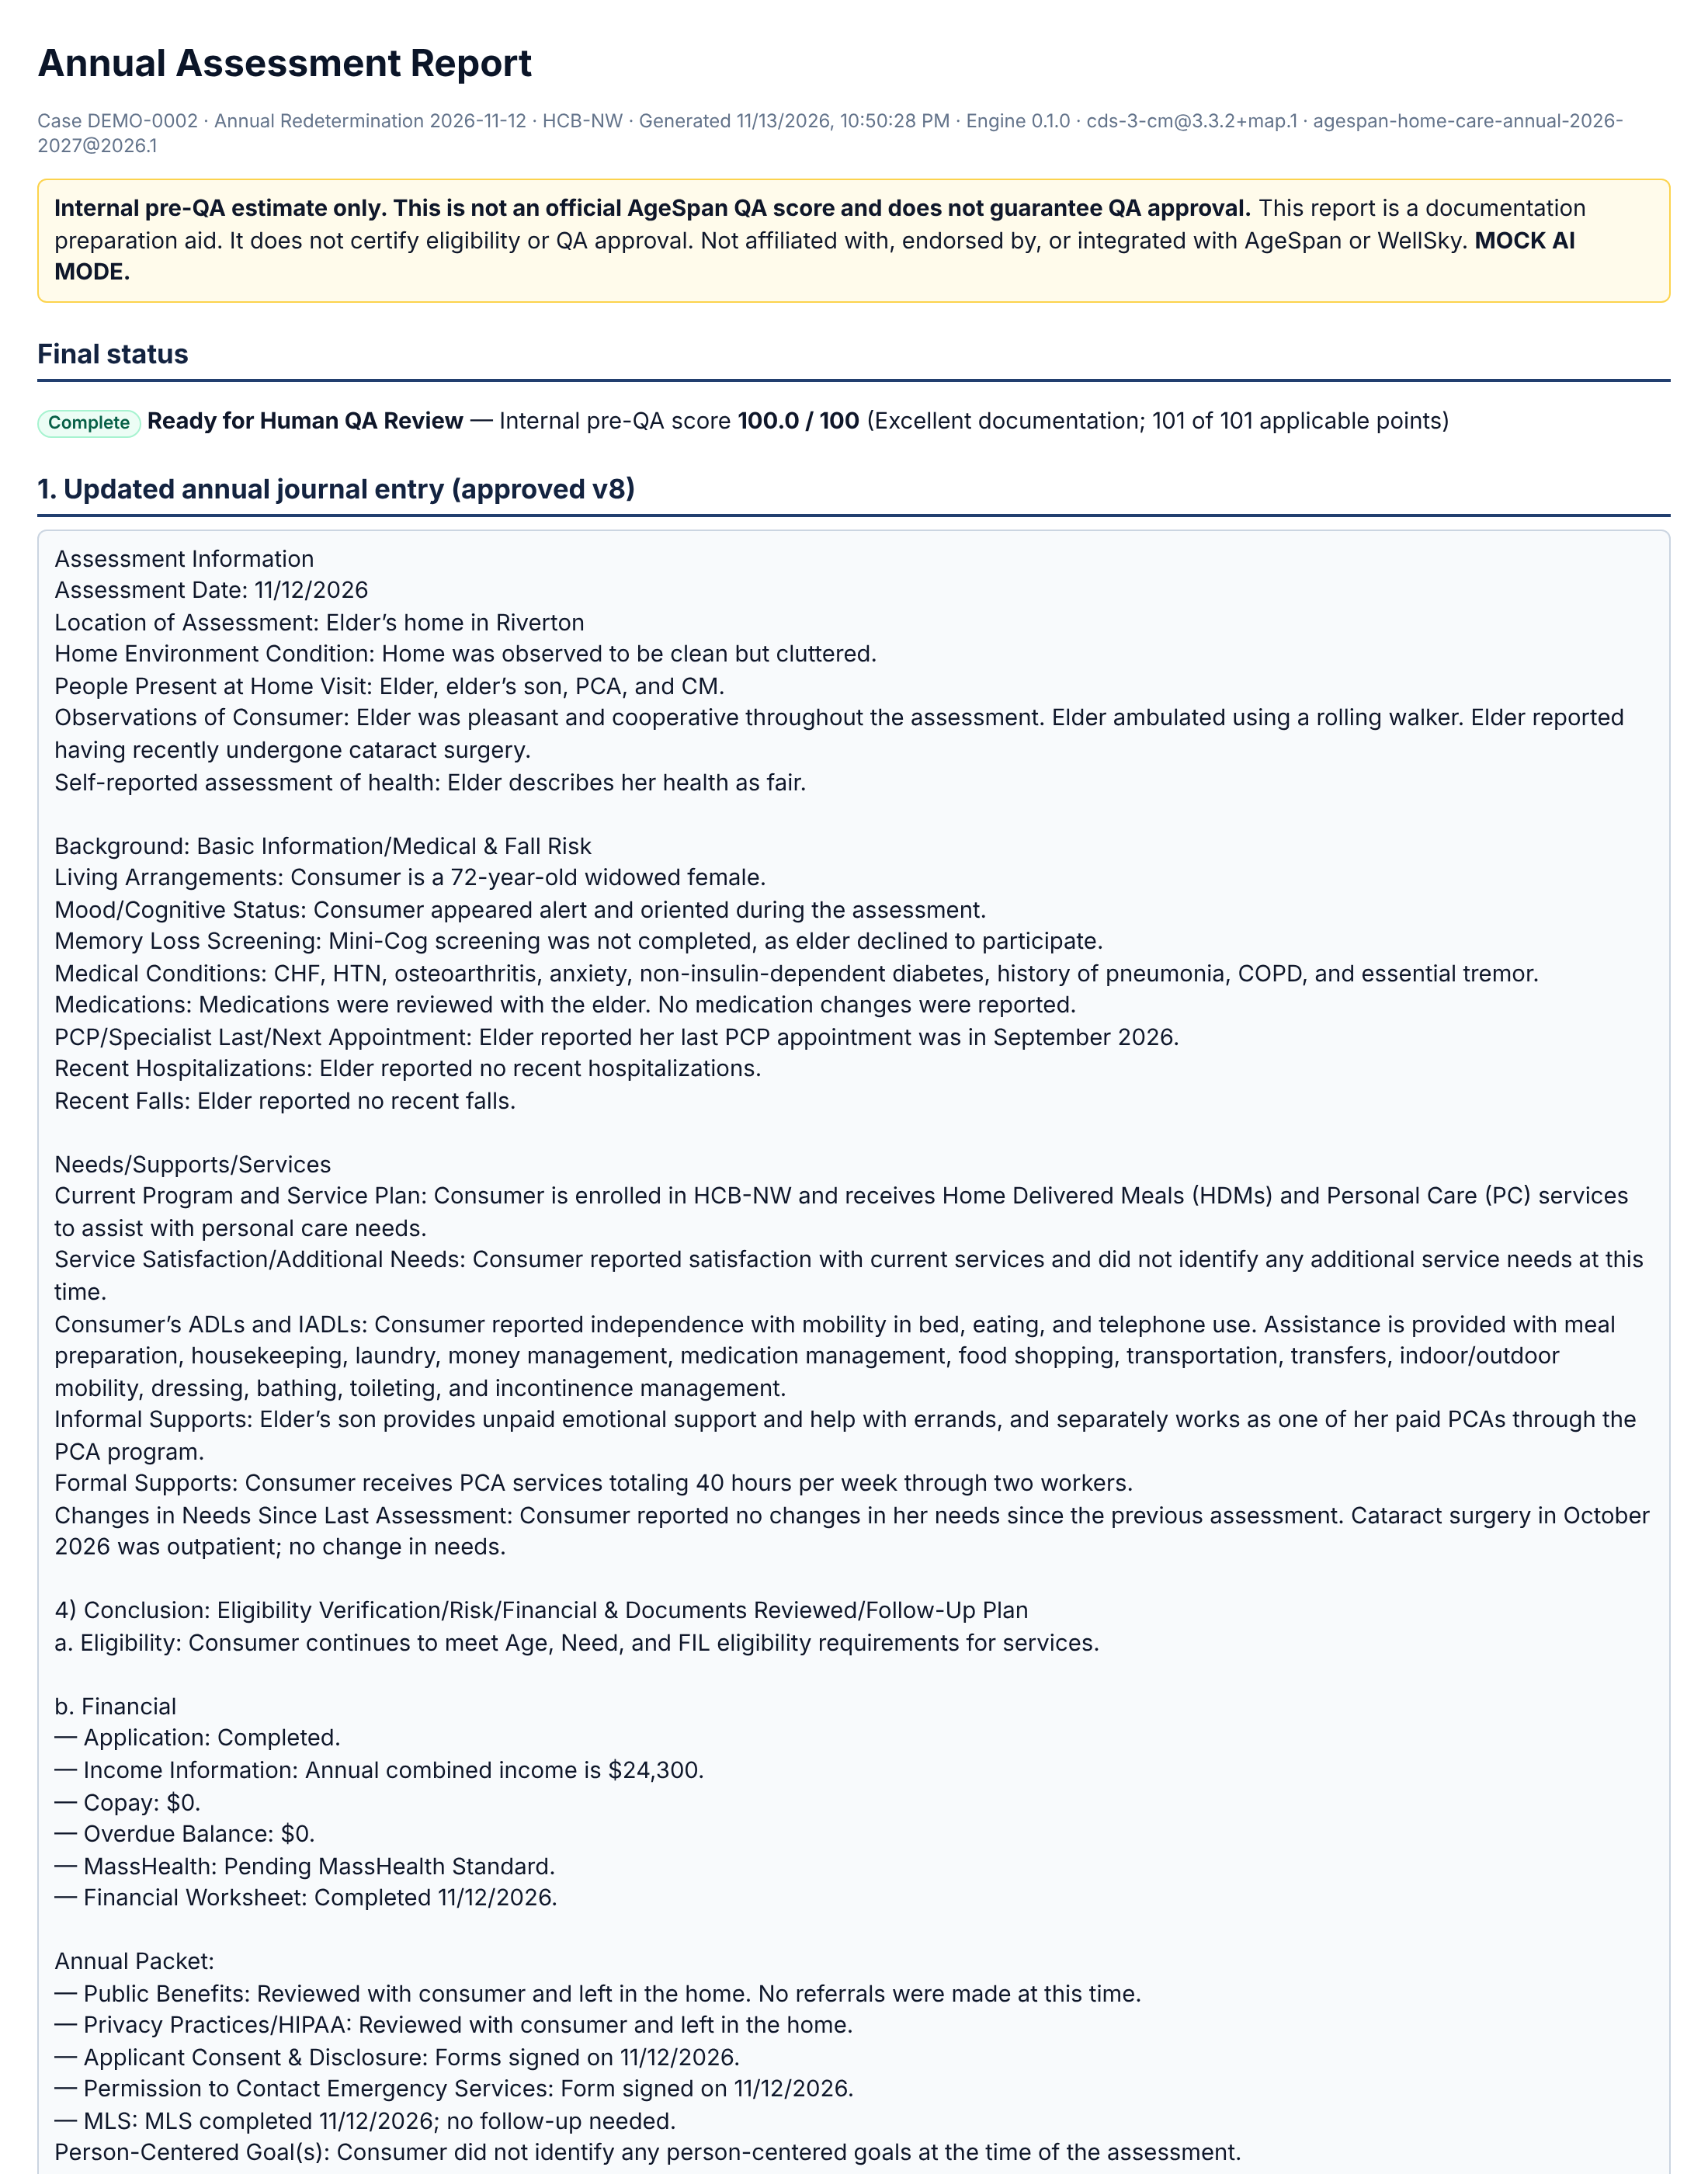 Annual Assessment Report
Case DEMO-0002 · Annual Redetermination 2026-11-12 · HCB-NW · Generated 11/13/2026, 10:50:28 PM · Engine 0.1.0 · cds-3-cm@3.3.2+map.1 · agespan-home-care-annual-2026-
2027@2026.1
Internal pre-QA estimate only. This is not an official AgeSpan QA score and does not guarantee QA approval. This report is a documentation
preparation aid. It does not certify eligibility or QA approval. Not affiliated with, endorsed by, or integrated with AgeSpan or WellSky. MOCK AI
MODE.
Final status
Complete Ready for Human QA Review — Internal pre-QA score 100.0 / 100 (Excellent documentation; 101 of 101 applicable points)
1. Updated annual journal entry (approved v8)
Assessment Information
Assessment Date: 11/12/2026
Location of Assessment: Elder’s home in Riverton
Home Environment Condition: Home was observed to be clean but cluttered.
People Present at Home Visit: Elder, elder’s son, PCA, and CM.
Observations of Consumer: Elder was pleasant and cooperative throughout the assessment. Elder ambulated using a rolling walker. Elder reported
having recently undergone cataract surgery.
Self-reported assessment of health: Elder describes her health as fair.
Background: Basic Information/Medical & Fall Risk
Living Arrangements: Consumer is a 72-year-old widowed female.
Mood/Cognitive Status: Consumer appeared alert and oriented during the assessment.
Memory Loss Screening: Mini-Cog screening was not completed, as elder declined to participate.
Medical Conditions: CHF, HTN, osteoarthritis, anxiety, non-insulin-dependent diabetes, history of pneumonia, COPD, and essential tremor.
Medications: Medications were reviewed with the elder. No medication changes were reported.
PCP/Specialist Last/Next Appointment: Elder reported her last PCP appointment was in September 2026.
Recent Hospitalizations: Elder reported no recent hospitalizations.
Recent Falls: Elder reported no recent falls.
Needs/Supports/Services
Current Program and Service Plan: Consumer is enrolled in HCB-NW and receives Home Delivered Meals (HDMs) and Personal Care (PC) services
to assist with personal care needs.
Service Satisfaction/Additional Needs: Consumer reported satisfaction with current services and did not identify any additional service needs at this
time.
Consumer’s ADLs and IADLs: Consumer reported independence with mobility in bed, eating, and telephone use. Assistance is provided with meal
preparation, housekeeping, laundry, money management, medication management, food shopping, transportation, transfers, indoor/outdoor
mobility, dressing, bathing, toileting, and incontinence management.
Informal Supports: Elder’s son provides unpaid emotional support and help with errands, and separately works as one of her paid PCAs through the
PCA program.
Formal Supports: Consumer receives PCA services totaling 40 hours per week through two workers.
Changes in Needs Since Last Assessment: Consumer reported no changes in her needs since the previous assessment. Cataract surgery in October
2026 was outpatient; no change in needs.
4) Conclusion: Eligibility Verification/Risk/Financial & Documents Reviewed/Follow-Up Plan
a. Eligibility: Consumer continues to meet Age, Need, and FIL eligibility requirements for services.
b. Financial
— Application: Completed.
— Income Information: Annual combined income is $24,300.
— Copay: $0.
— Overdue Balance: $0.
— MassHealth: Pending MassHealth Standard.
— Financial Worksheet: Completed 11/12/2026.
Annual Packet:
— Public Benefits: Reviewed with consumer and left in the home. No referrals were made at this time.
— Privacy Practices/HIPAA: Reviewed with consumer and left in the home.
— Applicant Consent & Disclosure: Forms signed on 11/12/2026.
— Permission to Contact Emergency Services: Form signed on 11/12/2026.
— MLS: MLS completed 11/12/2026; no follow-up needed.
Person-Centered Goal(s): Consumer did not identify any person-centered goals at the time of the assessment.